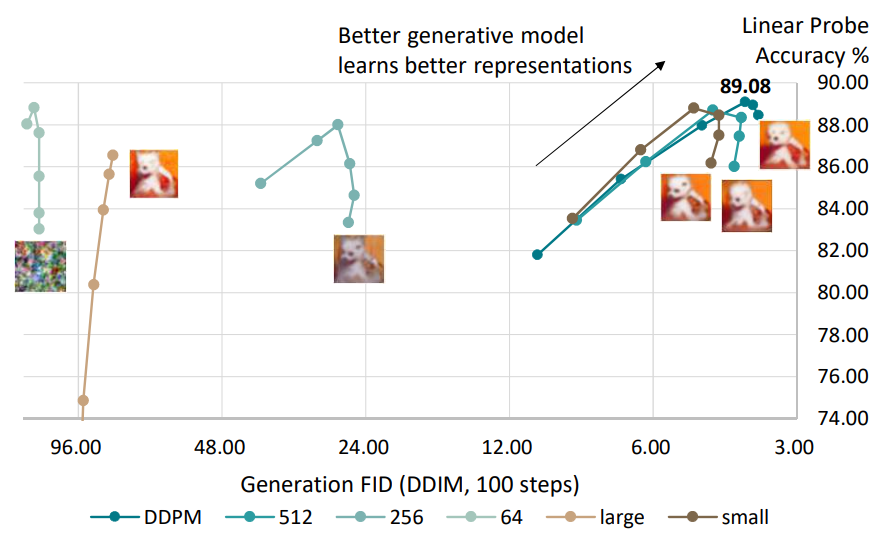 Better generative model
learns better representations
Linear Probe
Accuracy %
89.08
90.00
88.00
86.00
84.00
82.00
80.00
78.00
76.00
74.00
96.00 48.00 24.00 12.00 6.00 3.00
Generation FID (DDIM, 100 steps)
DDPM 512 256 64 large small